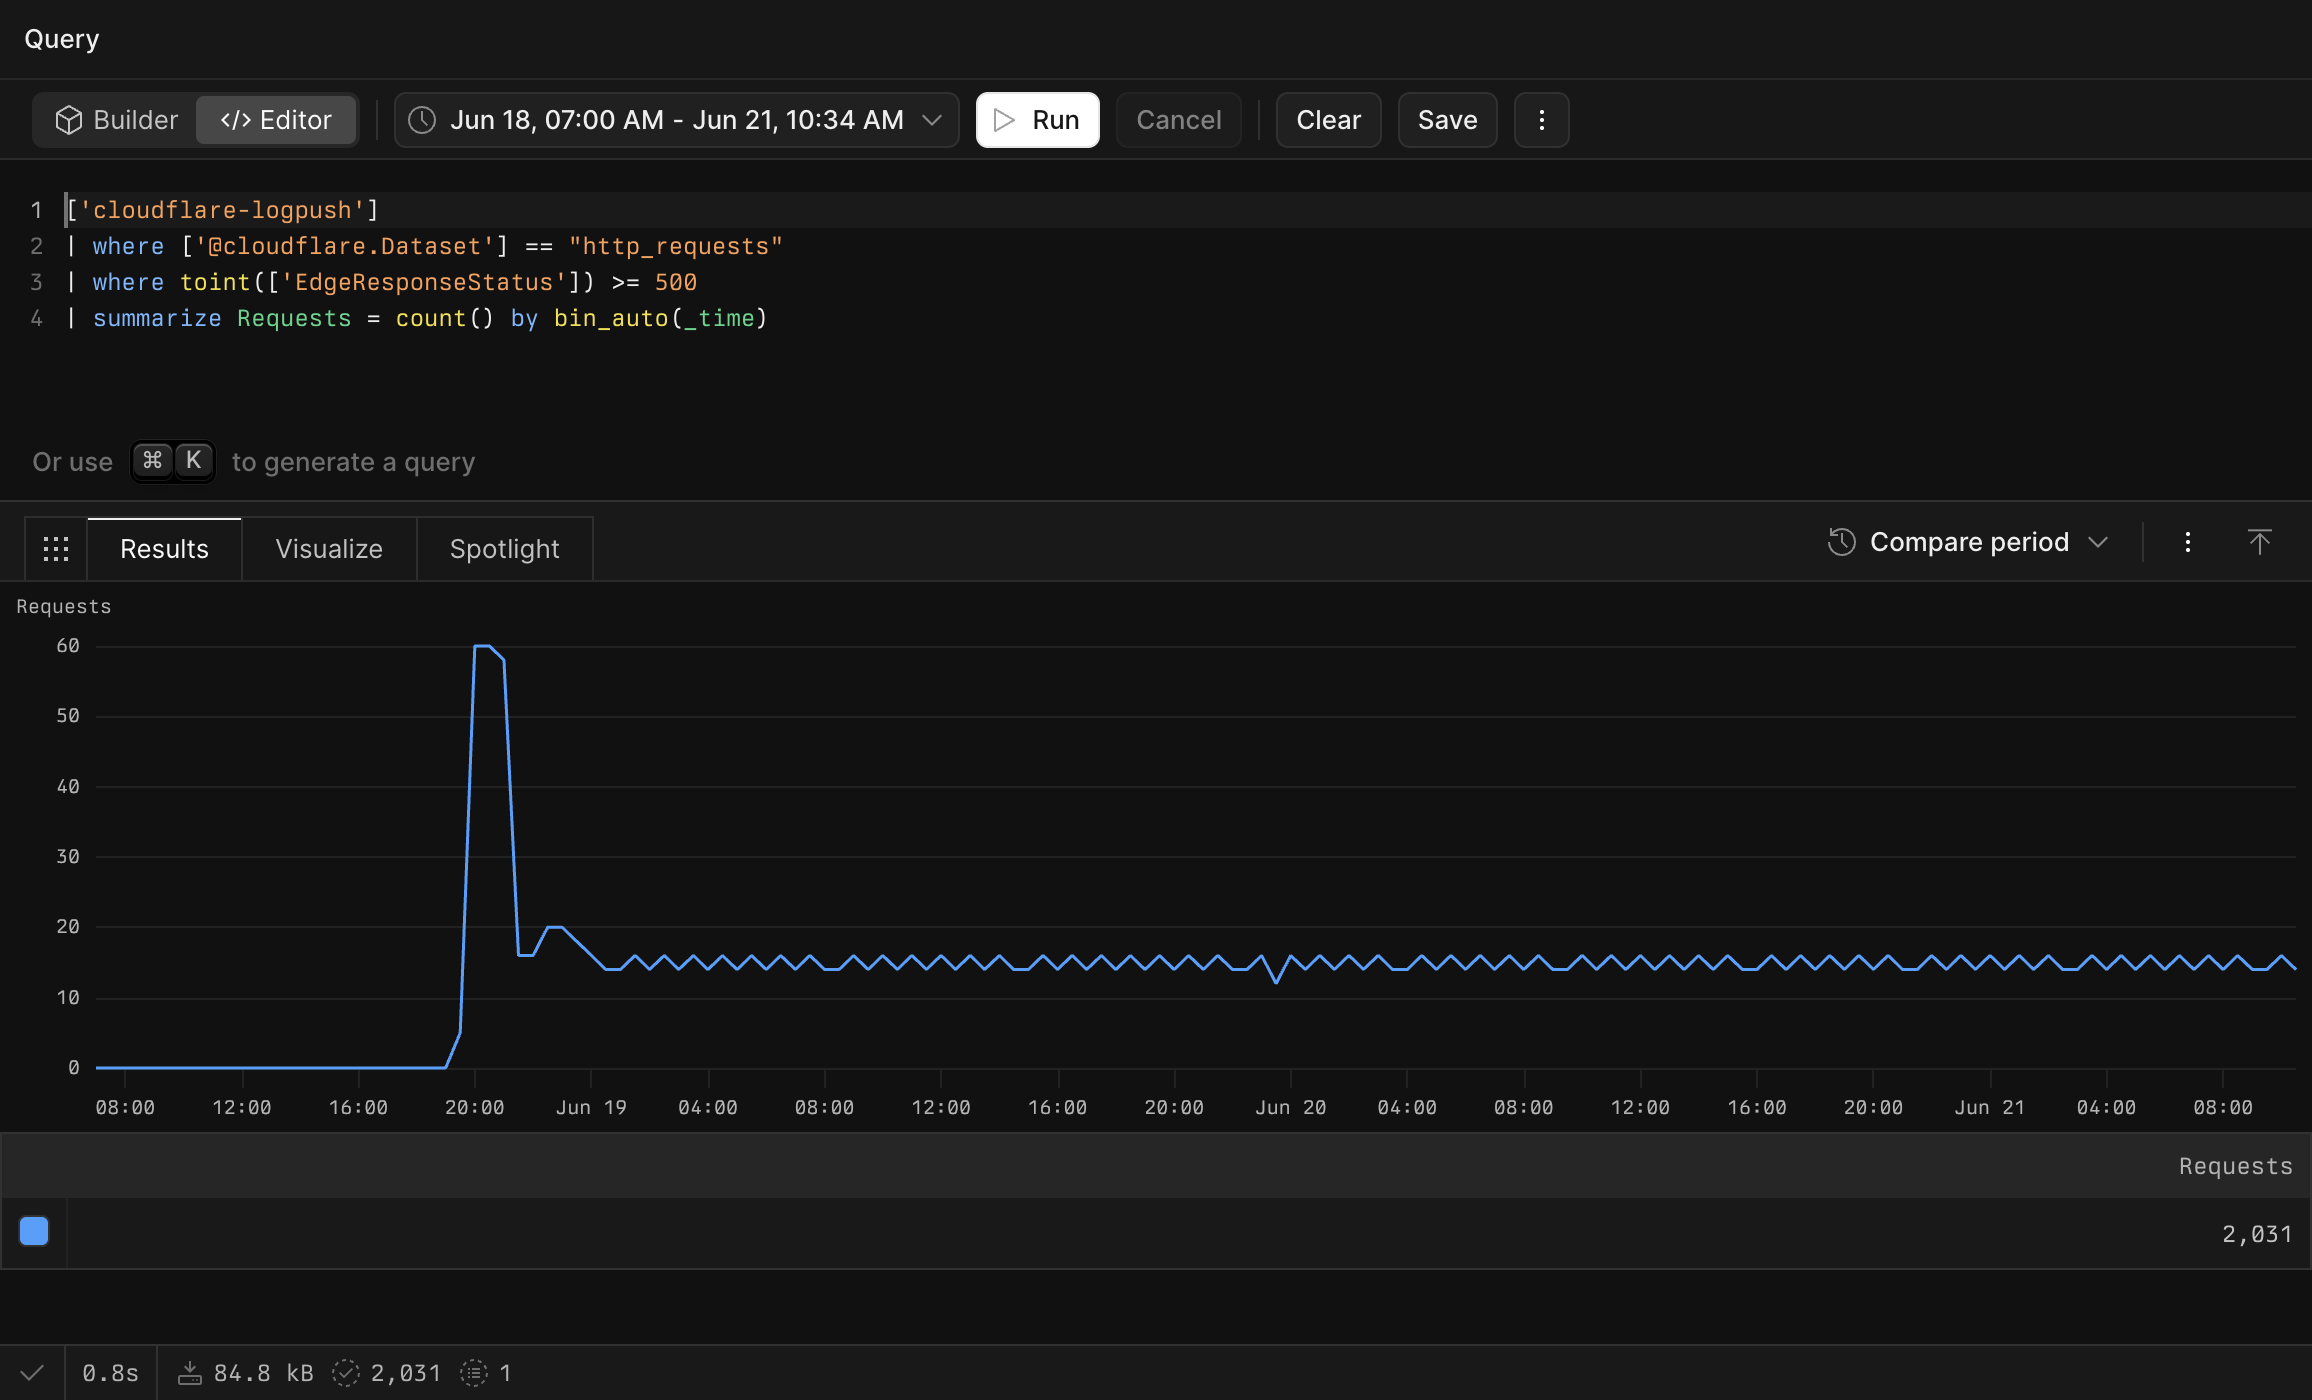 Query
Builder </> Editor Jun 18, 07:00 AM - Jun 21, 10:34 AM Run Cancel Clear Save
1 ['cloudflare-logpush']
2 | where ['@cloudflare.Dataset'] == "http_requests"
3 | where toint(['EdgeResponseStatus']) >= 500
4 | summarize Requests = count() by bin_auto(_time)
Or use ⌘ K to generate a query
Results Visualize Spotlight Compare period
Requests
60
50
40
30
20
10
0
08:00 12:00 16:00 20:00 Jun 19 04:00 08:00 12:00 16:00 20:00 Jun 20 04:00 08:00 12:00 16:00 20:00 Jun 21 04:00 08:00
Requests
2,031
0.8s 84.8 kB 2,031 1